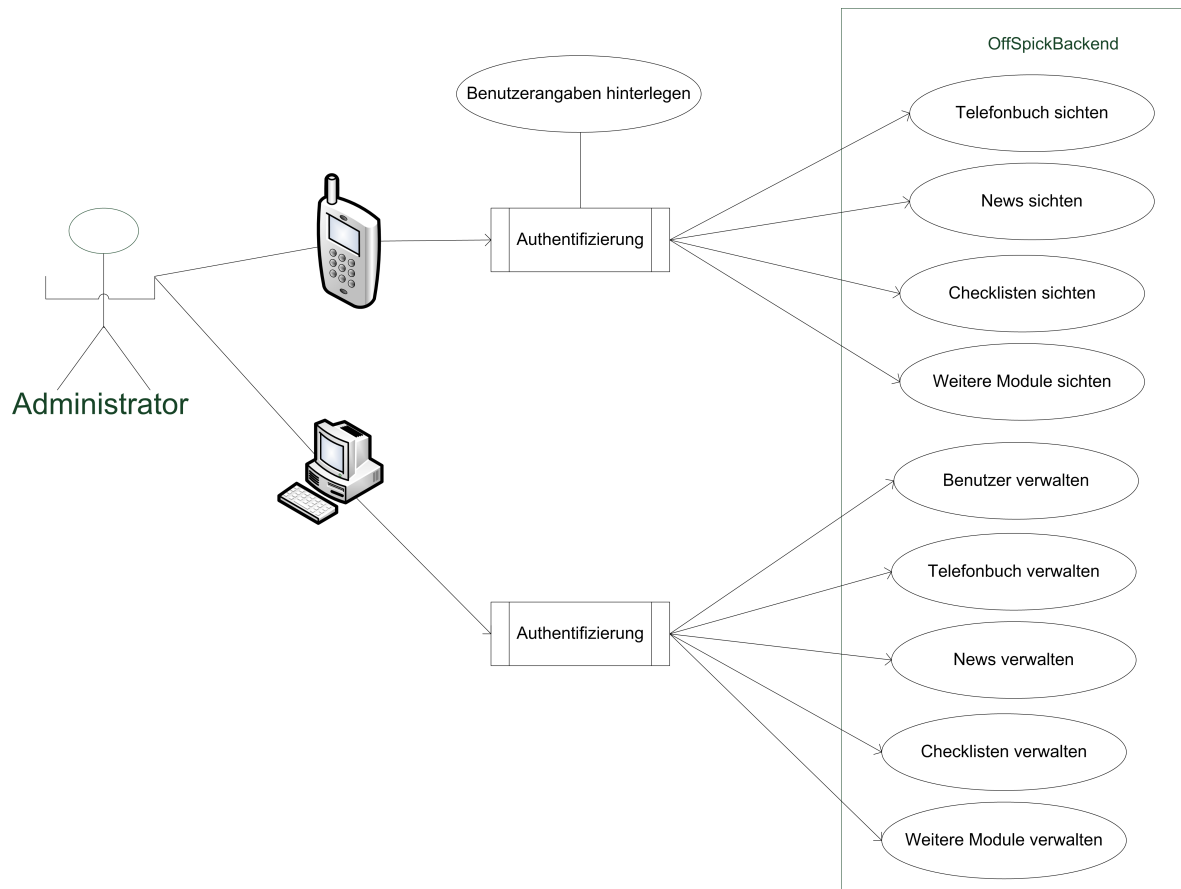 OffSpickBackend
Benutzerangaben hinterlegen
Telefonbuch sichten
News sichten
Authentifizierung
Checklisten sichten
Weitere Module sichten
Administrator
Benutzer verwalten
Telefonbuch verwalten
Authentifizierung
News verwalten
Checklisten verwalten
Weitere Module verwalten